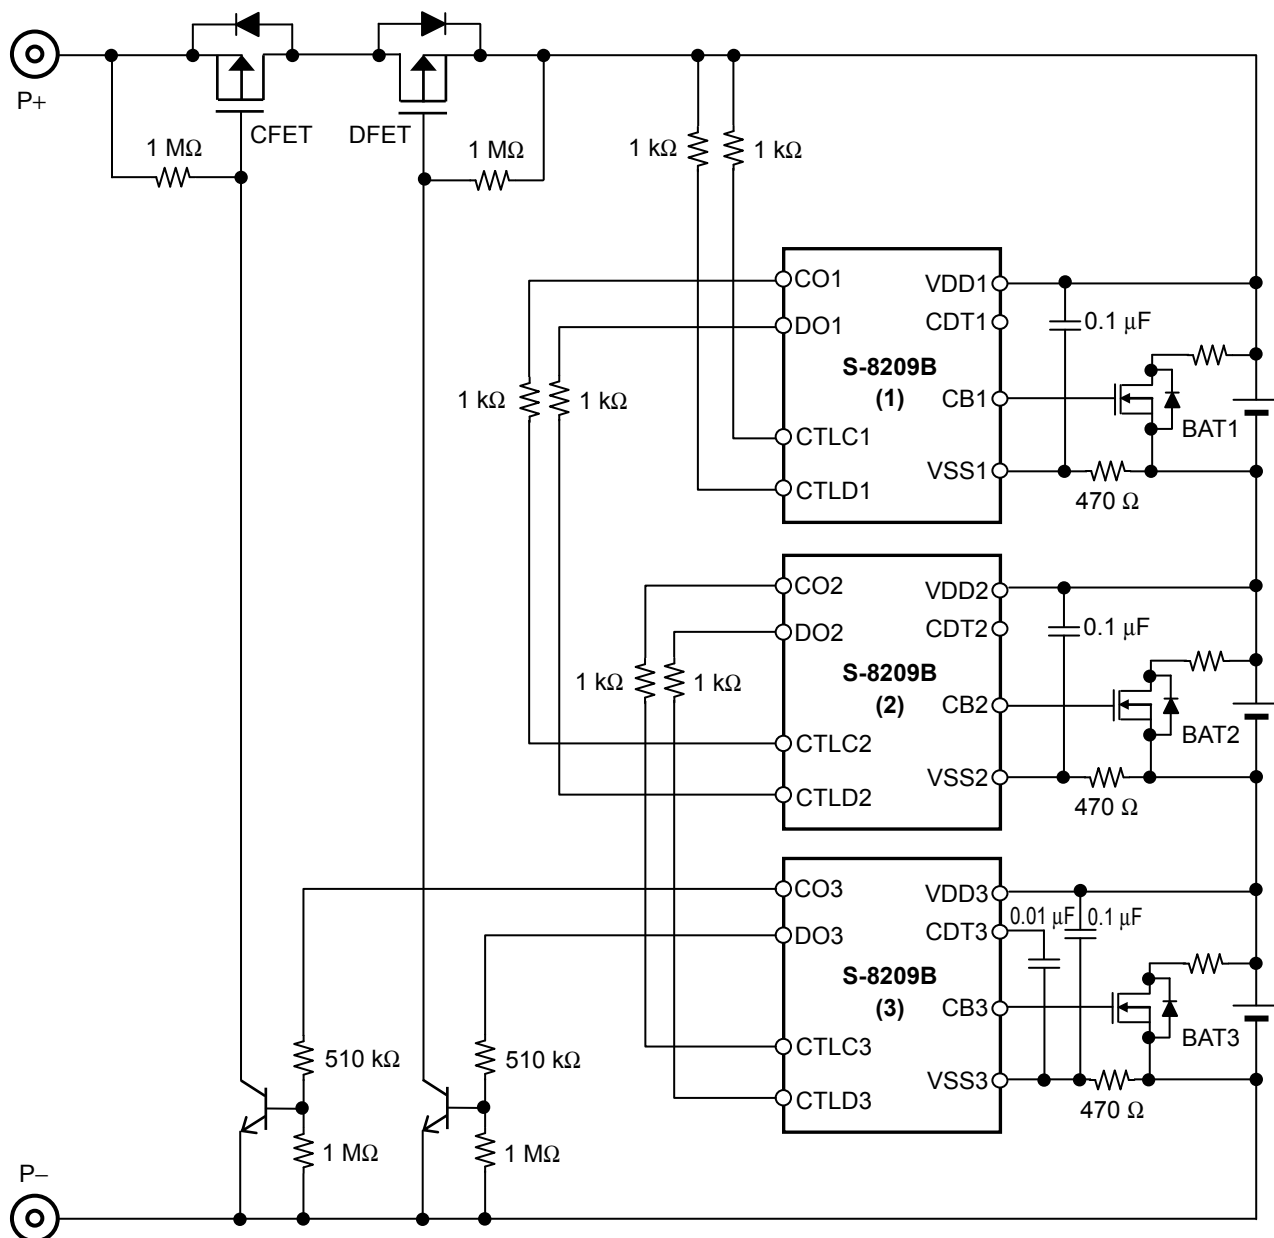 P+
CFET
DFET
1 MΩ
1 MΩ
1 kΩ
1 kΩ
CO1
VDD1
DO1
CDT1
0.1 μF
S-8209B
(1)
1 kΩ
1 kΩ
CB1
BAT1
CTLC1
VSS1
CTLD1
470 Ω
CO2
VDD2
DO2
CDT2
0.1 μF
S-8209B
(2)
1 kΩ
1 kΩ
CB2
BAT2
CTLC2
VSS2
CTLD2
470 Ω
CO3
VDD3
0.01 μF
0.1 μF
DO3
CDT3
S-8209B
(3)
CB3
BAT3
510 kΩ
510 kΩ
CTLC3
VSS3
CTLD3
470 Ω
1 MΩ
1 MΩ
P−